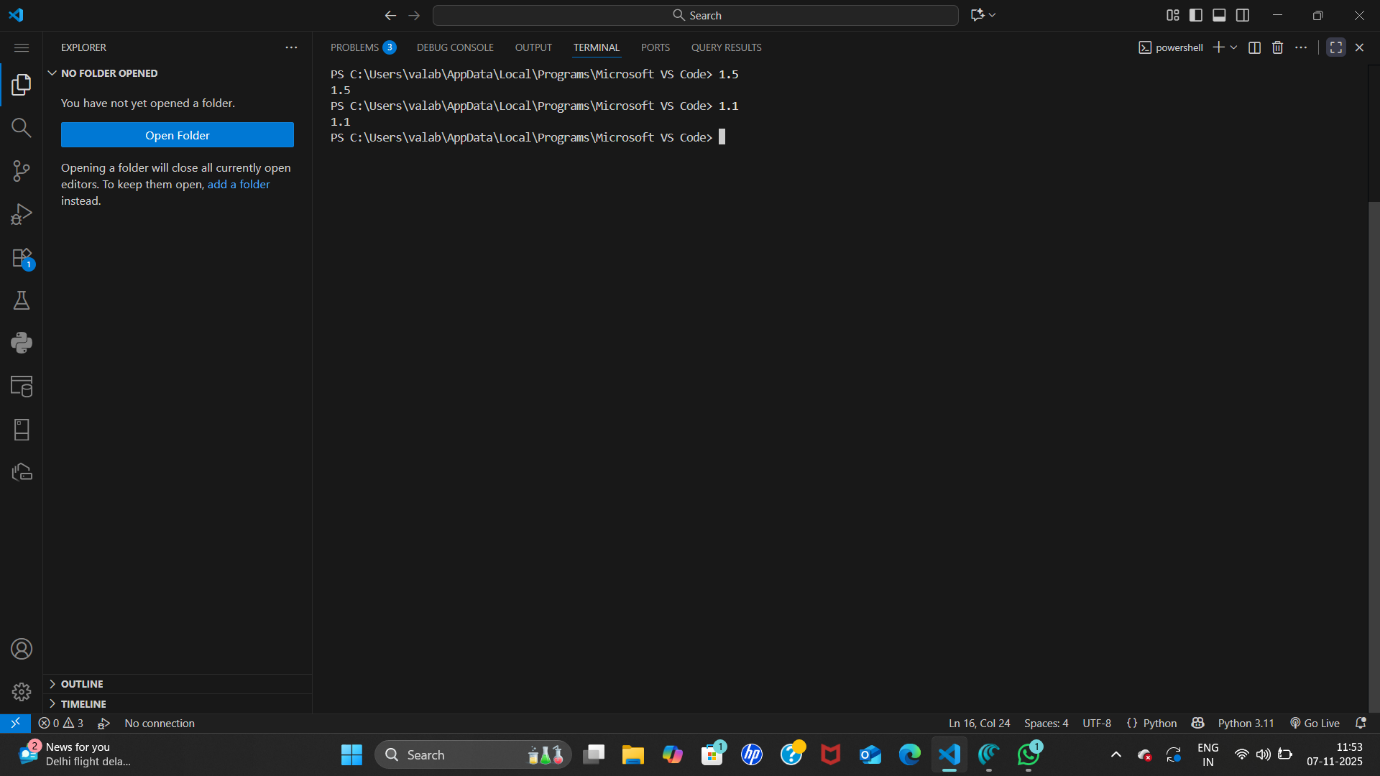 Search
EXPLORER
NO FOLDER OPENED
You have not yet opened a folder.
Open Folder
Opening a folder will close all currently open
editors. To keep them open, add a folder
instead.
OUTLINE
TIMELINE
PROBLEMS 3 DEBUG CONSOLE OUTPUT TERMINAL PORTS QUERY RESULTS
powershell
PS C:\Users\valab\AppData\Local\Programs\Microsoft VS Code> 1.5
1.5
PS C:\Users\valab\AppData\Local\Programs\Microsoft VS Code> 1.1
1.1
PS C:\Users\valab\AppData\Local\Programs\Microsoft VS Code>
1
0 3 No connection
Ln 16, Col 24 Spaces: 4 UTF-8 {} Python Python 3.11 Go Live
2
News for you
Delhi flight dela...
Search
1
1
ENG
IN
11:53
07-11-2025